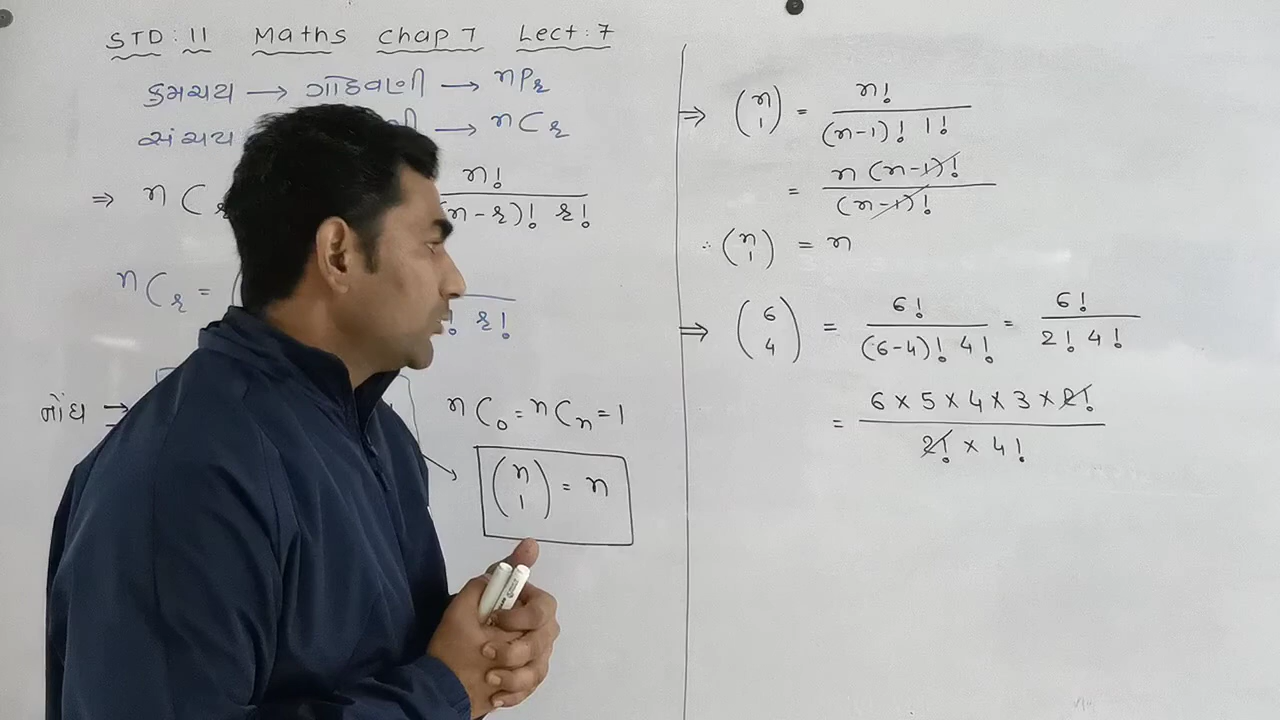 STD : 11 Maths Chap 7 Lect : 7
ક્રમચય → ગોઠવણી → nPr
સંચય → nCr
⇒ nC n! / (n-r)! r!
nCr = ! r!
નોંધ →
nC₀ = nCₙ = 1
(n 1) = n
⇒ (n 1) = n! / (n-1)! 1!
= n (n-1)! / (n-1)!
∴ (n 1) = n
⇒ (6 4) = 6! / (6-4)! 4! = 6! / 2! 4!
= 6 × 5 × 4 × 3 × 2! / 2! × 4!